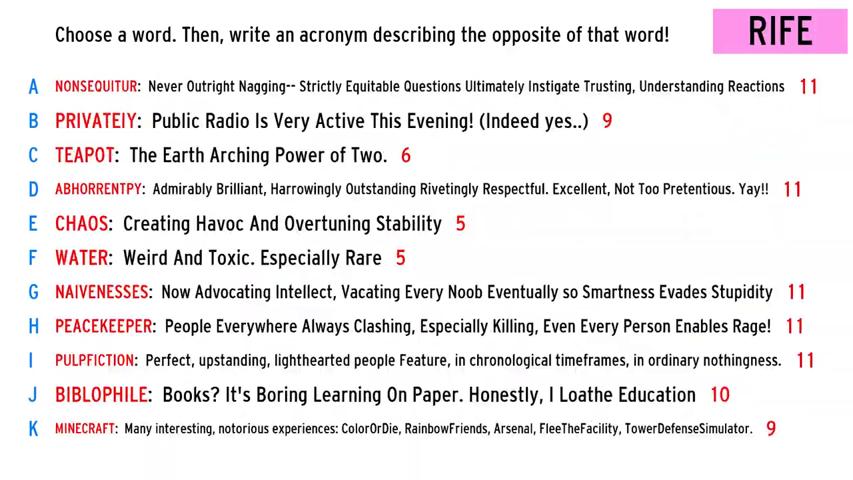 Choose a word. Then, write an acronym describing the opposite of that word!
RIFE
A NONSEQUITUR: Never Outright Nagging-- Strictly Equitable Questions Ultimately Instigate Trusting, Understanding Reactions 11
B PRIVATElY: Public Radio Is Very Active This Evening! (Indeed yes..) 9
C TEAPOT: The Earth Arching Power of Two. 6
D ABHORRENTPY: Admirably Brilliant, Harrowingly Outstanding Rivetingly Respectful. Excellent, Not Too Pretentious. Yay!! 11
E CHAOS: Creating Havoc And Overtuning Stability 5
F WATER: Weird And Toxic. Especially Rare 5
G NAIVENESSES: Now Advocating Intellect, Vacating Every Noob Eventually so Smartness Evades Stupidity 11
H PEACEKEEPER: People Everywhere Always Clashing, Especially Killing, Even Every Person Enables Rage! 11
I PULPFICTION: Perfect, upstanding, lighthearted people Feature, in chronological timeframes, in ordinary nothingness. 11
J BIBLOPHILE: Books? It's Boring Learning On Paper. Honestly, I Loathe Education 10
K MINECRAFT: Many interesting, notorious experiences: ColorOrDie, RainbowFriends, Arsenal, FleeTheFacility, TowerDefenseSimulator. 9